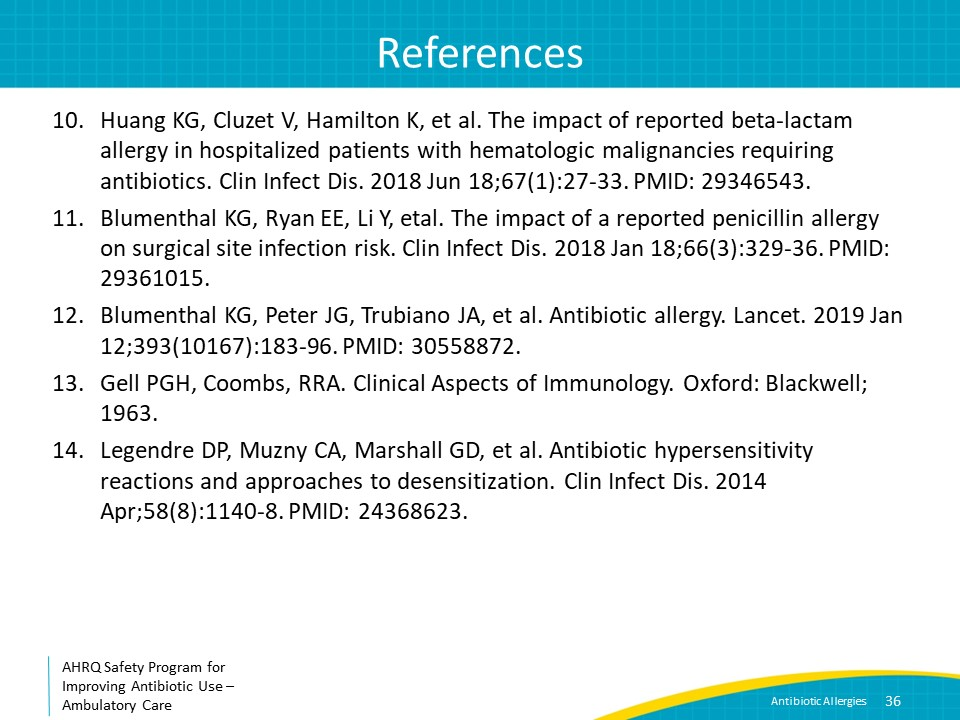 References
10. Huang KG, Cluzet V, Hamilton K, et al. The impact of reported beta-lactam
allergy in hospitalized patients with hematologic malignancies requiring
antibiotics. Clin Infect Dis. 2018 Jun 18;67(1):27-33. PMID: 29346543.
11. Blumenthal KG, Ryan EE, Li Y, etal. The impact of a reported penicillin allergy
on surgical site infection risk. Clin Infect Dis. 2018 Jan 18;66(3):329-36. PMID:
29361015.
12. Blumenthal KG, Peter JG, Trubiano JA, et al. Antibiotic allergy. Lancet. 2019 Jan
12;393(10167):183-96. PMID: 30558872.
13. Gell PGH, Coombs, RRA. Clinical Aspects of Immunology. Oxford: Blackwell;
1963.
14. Legendre DP, Muzny CA, Marshall GD, et al. Antibiotic hypersensitivity
reactions and approaches to desensitization. Clin Infect Dis. 2014
Apr;58(8):1140-8. PMID: 24368623.
AHRQ Safety Program for
Improving Antibiotic Use –
Ambulatory Care
Antibiotic Allergies 36